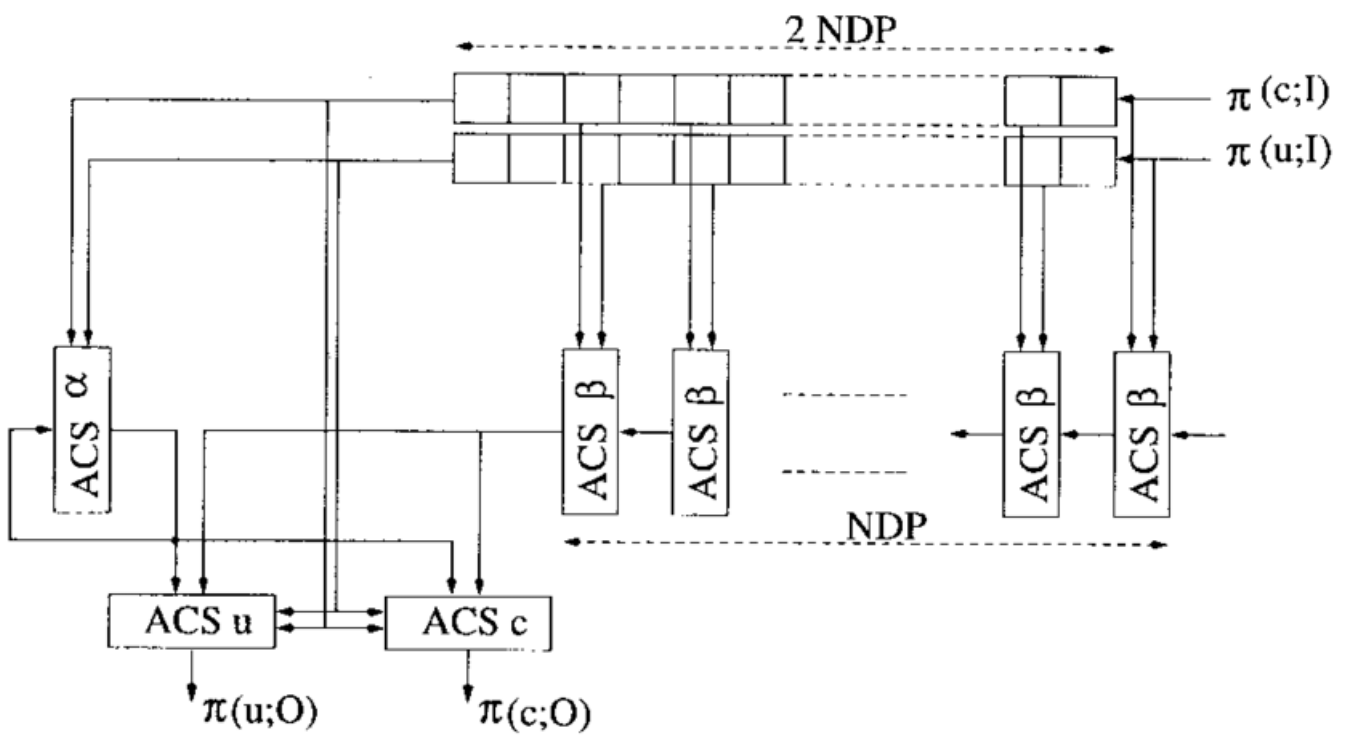 2 NDP
π (c;I)
π (u;I)
ACS α
ACS β
ACS β
ACS β
ACS β
NDP
ACS u
ACS c
π(u;O)
π(c;O)